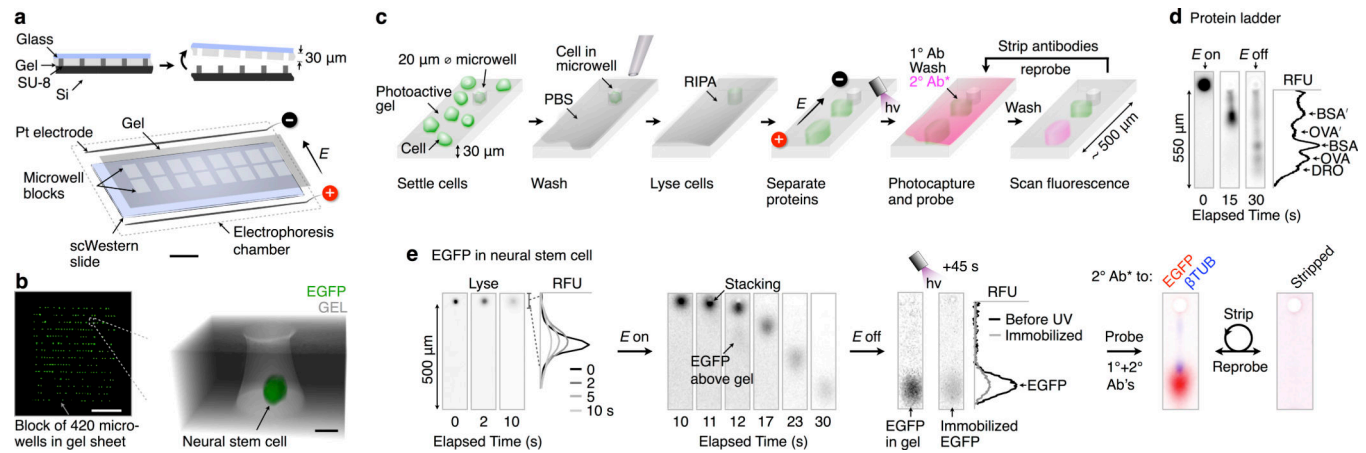 a
Glass
Gel
SU-8
Si
30 µm
Gel
Pt electrode
E
Microwell
blocks
scWestern
slide
Electrophoresis
chamber
b
EGFP
GEL
Block of 420 micro-
wells in gel sheet
Neural stem cell
c
20 µm ⌀ microwell
Photoactive
gel
Cell
30 µm
Settle cells
Cell in
microwell
PBS
Wash
RIPA
Lyse cells
E
hν
Separate
proteins
1° Ab
Wash
2° Ab*
Photocapture
and probe
Strip antibodies
reprobe
Wash
~ 500 µm
Scan fluorescence
d Protein ladder
E on
E off
RFU
550 µm
BSA′
OVA′
BSA
OVA
DRO
0 15 30
Elapsed Time (s)
e EGFP in neural stem cell
Lyse
RFU
500 µm
0
2
5
10 s
0 2 10
Elapsed Time (s)
E on
Stacking
EGFP
above gel
10 11 12 17 23 30
Elapsed Time (s)
E off
hν
+45 s
RFU
Before UV
Immobilized
EGFP
EGFP
in gel
Immobilized
EGFP
Probe
1°+2°
Ab's
2° Ab* to:
EGFP
βTUB
Strip
Reprobe
Stripped